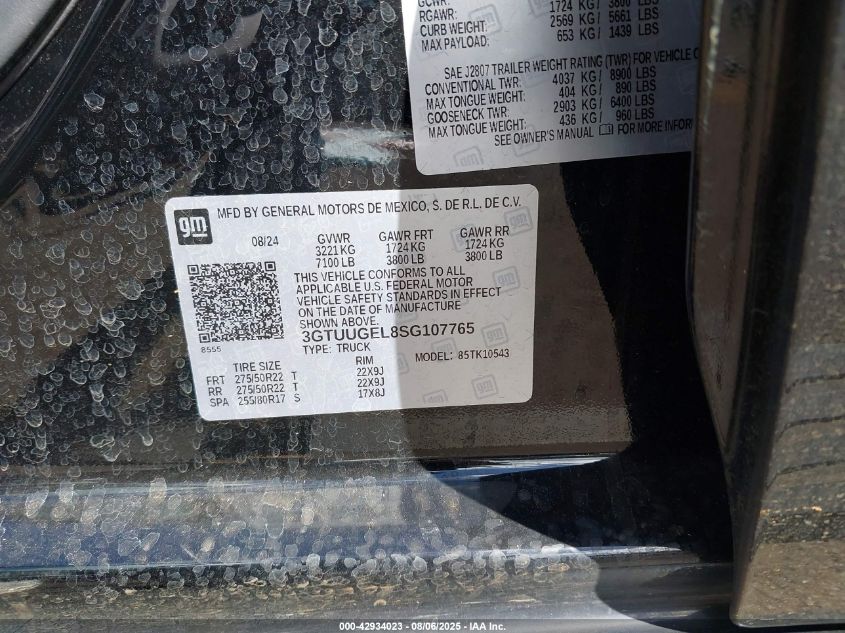 GCWR:
RGAWR: 1724 KG / 3800 LBS
CURB WEIGHT: 2569 KG / 5661 LBS
MAX PAYLOAD: 653 KG / 1439 LBS
SAE J2807 TRAILER WEIGHT RATING (TWR) FOR VEHICLE
CONVENTIONAL TWR: 4037 KG / 8900 LBS
MAX TONGUE WEIGHT: 404 KG / 890 LBS
GOOSENECK TWR: 2903 KG / 6400 LBS
MAX TONGUE WEIGHT: 436 KG / 960 LBS
SEE OWNER'S MANUAL FOR MORE
gm
MFD BY GENERAL MOTORS DE MEXICO, S. DE R.L. DE C.V.
08/24 GVWR GAWR FRT GAWR RR
3221 KG 1724 KG 1724 KG
7100 LB 3800 LB 3800 LB
THIS VEHICLE CONFORMS TO ALL
APPLICABLE U.S. FEDERAL MOTOR
VEHICLE SAFETY STANDARDS IN EFFECT
ON THE DATE OF MANUFACTURE
SHOWN ABOVE.
3GTUUGEL8SG107765
8555 TYPE: TRUCK MODEL: 85TK10543
TIRE SIZE RIM
FRT 275/50R22 T 22X9J
RR 275/50R22 T 22X9J
SPA 255/80R17 S 17X8J
000-42934023 - 08/06/2025 - IAA Inc.